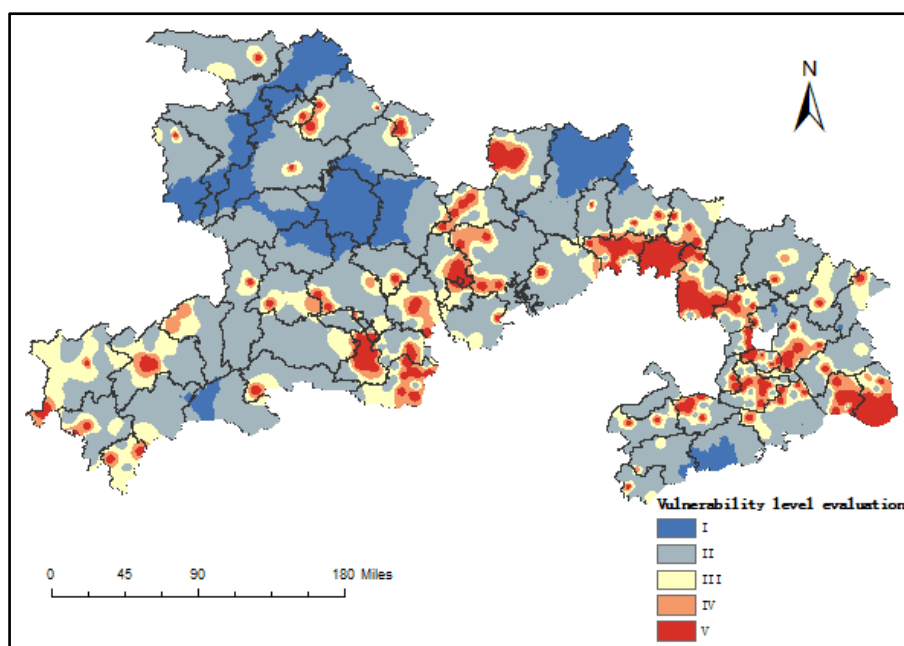 N
Vulnerability level evaluation
I
II
III
IV
V
0 45 90 180 Miles